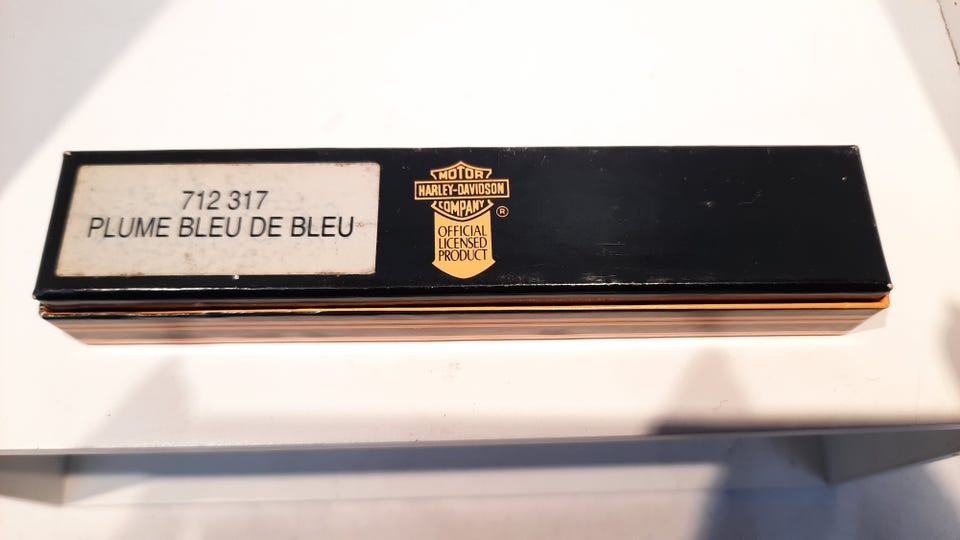 712 317
PLUME BLEU DE BLEU
MOTOR
HARLEY-DAVIDSON
COMPANY
®
OFFICIAL
LICENSED
PRODUCT